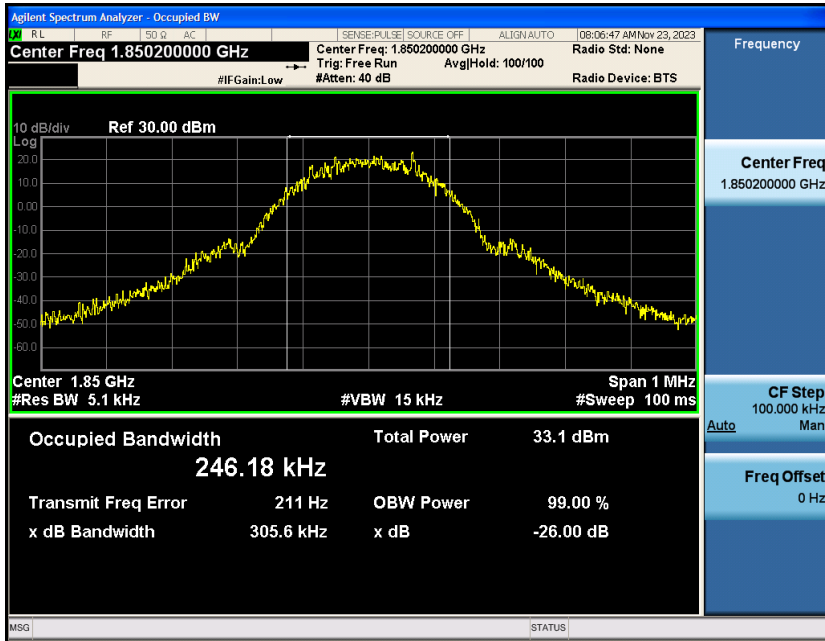 Agilent Spectrum Analyzer - Occupied BW
LXI RL RF 50 Ω AC SENSE:PULSE SOURCE OFF ALIGN AUTO 08:06:47 AM Nov 23, 2023
Center Freq 1.850200000 GHz
Center Freq: 1.850200000 GHz
Radio Std: None
Trig: Free Run Avg|Hold: 100/100
#IFGain:Low
#Atten: 40 dB
Radio Device: BTS
Frequency
10 dB/div Ref 30.00 dBm
Log
20.0
10.0
0.00
-10.0
-20.0
-30.0
-40.0
-50.0
-60.0
Center 1.85 GHz
Span 1 MHz
#Res BW 5.1 kHz
#VBW 15 kHz
#Sweep 100 ms
Occupied Bandwidth
246.18 kHz
Total Power 33.1 dBm
Transmit Freq Error 211 Hz
OBW Power 99.00 %
x dB Bandwidth 305.6 kHz
x dB -26.00 dB
Center Freq
1.850200000 GHz
CF Step
100.000 kHz
Auto Man
Freq Offset
0 Hz
MSG
STATUS